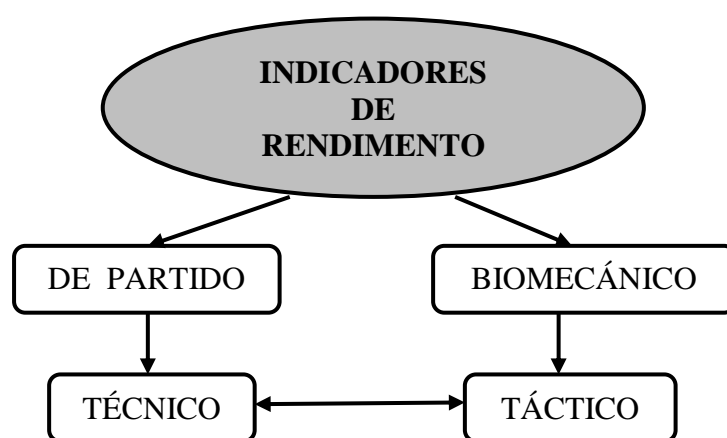 INDICADORES
DE
RENDIMENTO
DE PARTIDO
BIOMECÁNICO
TÉCNICO
TÁCTICO